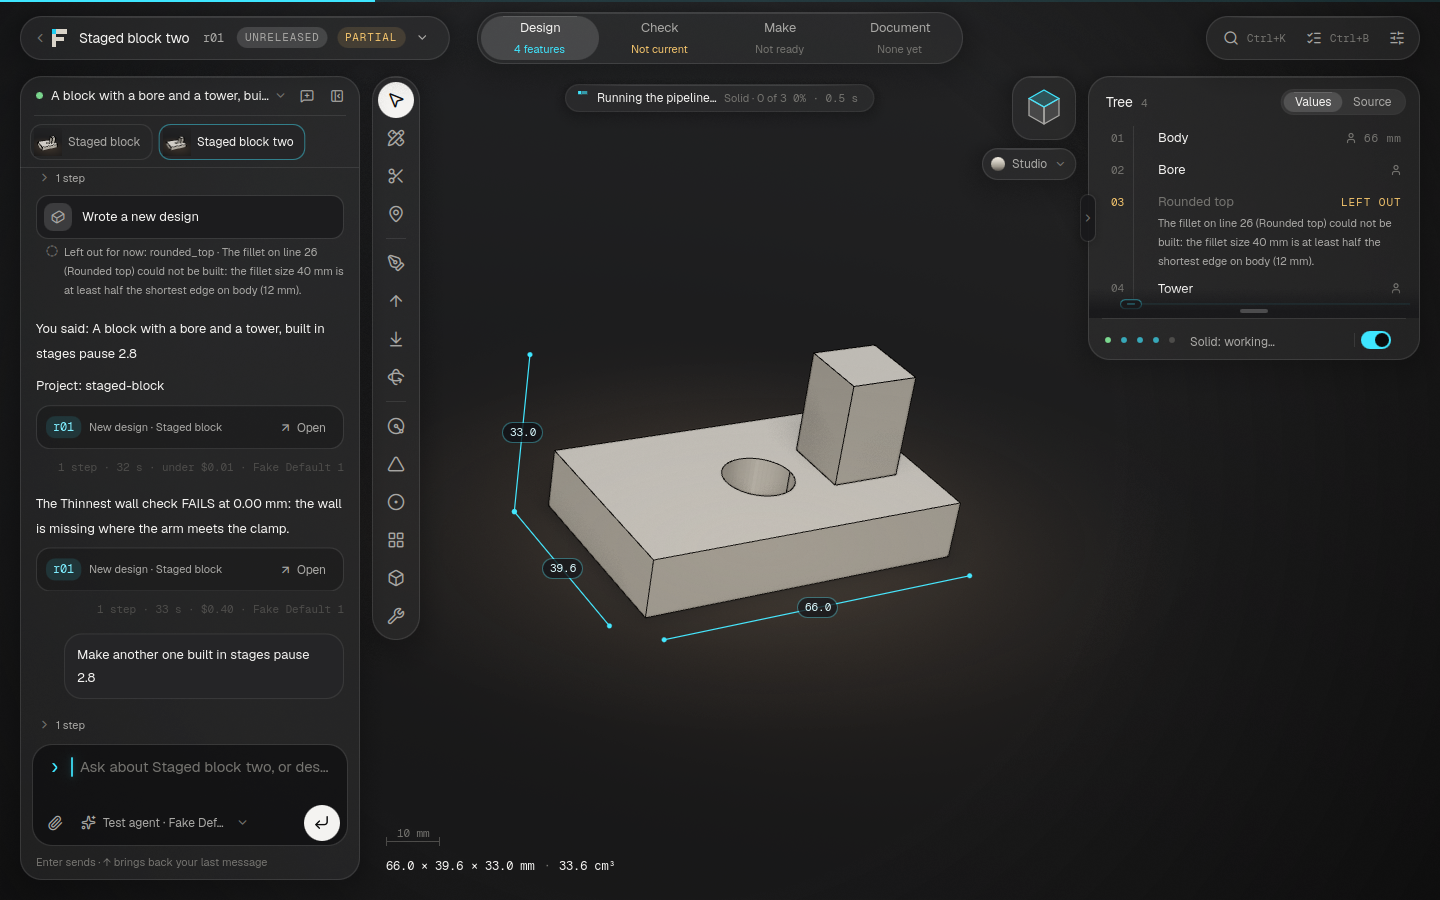 Staged block two r01 UNRELEASED PARTIAL
Design
4 features
Check
Not current
Make
Not ready
Document
None yet
Ctrl+K
Ctrl+B
A block with a bore and a tower, bui...
Staged block
Staged block two
1 step
Wrote a new design
Left out for now: rounded_top · The fillet on line 26
(Rounded top) could not be built: the fillet size 40 mm is
at least half the shortest edge on body (12 mm).
You said: A block with a bore and a tower, built in
stages pause 2.8
Project: staged-block
r01 New design · Staged block Open
1 step · 32 s · under $0.01 · Fake Default 1
The Thinnest wall check FAILS at 0.00 mm: the wall
is missing where the arm meets the clamp.
r01 New design · Staged block Open
1 step · 33 s · $0.40 · Fake Default 1
Make another one built in stages pause
2.8
1 step
Ask about Staged block two, or des...
Test agent · Fake Def...
Enter sends · ↑ brings back your last message
Running the pipeline... Solid · 0 of 3 0% · 0.5 s
33.0
39.6
66.0
10 mm
66.0 × 39.6 × 33.0 mm · 33.6 cm³
Studio
Tree 4
Values
Source
01 Body 66 mm
02 Bore
03 Rounded top LEFT OUT
The fillet on line 26 (Rounded top) could not be
built: the fillet size 40 mm is at least half the
shortest edge on body (12 mm).
04 Tower
Solid: working...